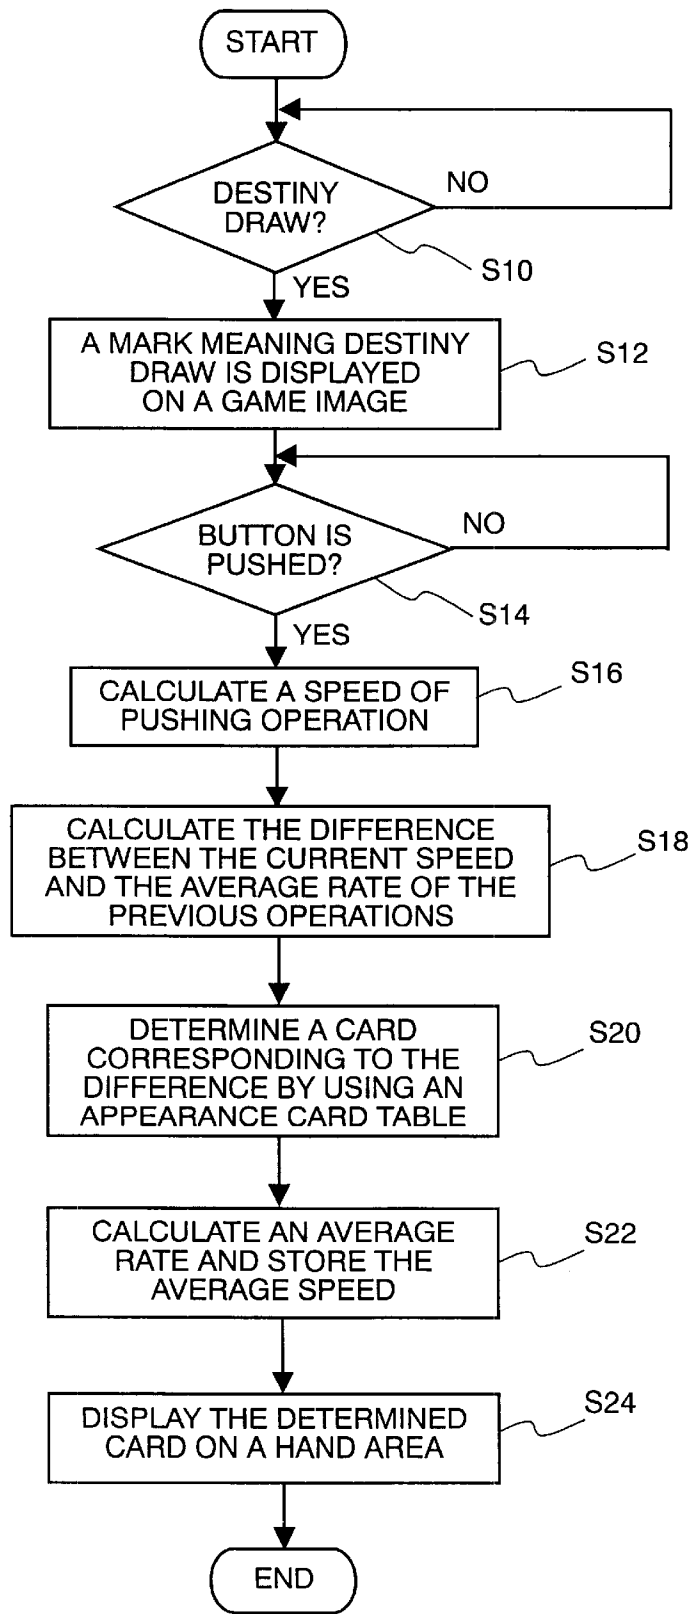 START
DESTINY
DRAW?
NO
S10
YES
A MARK MEANING DESTINY
DRAW IS DISPLAYED
ON A GAME IMAGE
S12
BUTTON IS
PUSHED?
NO
S14
YES
CALCULATE A SPEED OF
PUSHING OPERATION
S16
CALCULATE THE DIFFERENCE
BETWEEN THE CURRENT SPEED
AND THE AVERAGE RATE OF THE
PREVIOUS OPERATIONS
S18
DETERMINE A CARD
CORRESPONDING TO THE
DIFFERENCE BY USING AN
APPEARANCE CARD TABLE
S20
CALCULATE AN AVERAGE
RATE AND STORE THE
AVERAGE SPEED
S22
DISPLAY THE DETERMINED
CARD ON A HAND AREA
S24
END